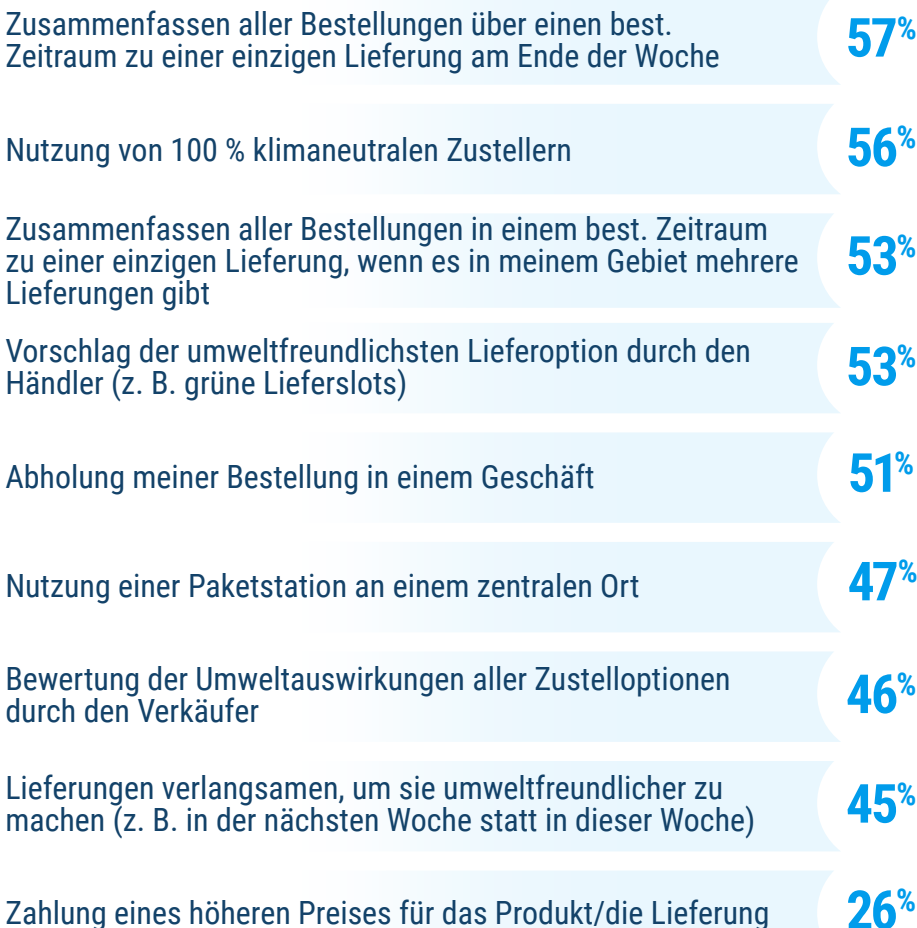 Zusammenfassen aller Bestellungen über einen best.
Zeitraum zu einer einzigen Lieferung am Ende der Woche
57%
Nutzung von 100 % klimaneutralen Zustellern
56%
Zusammenfassen aller Bestellungen in einem best. Zeitraum
zu einer einzigen Lieferung, wenn es in meinem Gebiet mehrere
Lieferungen gibt
53%
Vorschlag der umweltfreundlichsten Lieferoption durch den
Händler (z. B. grüne Lieferslots)
53%
Abholung meiner Bestellung in einem Geschäft
51%
Nutzung einer Paketstation an einem zentralen Ort
47%
Bewertung der Umweltauswirkungen aller Zustelloptionen
durch den Verkäufer
46%
Lieferungen verlangsamen, um sie umweltfreundlicher zu
machen (z. B. in der nächsten Woche statt in dieser Woche)
45%
Zahlung eines höheren Preises für das Produkt/die Lieferung
26%